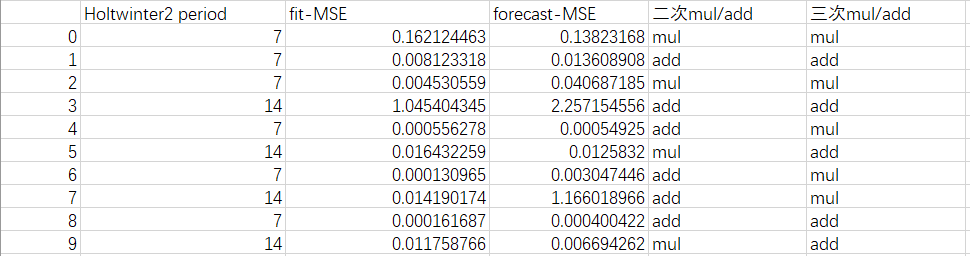 Holtwinter2 period fit-MSE forecast-MSE 二次mul/add 三次mul/add
0 7 0.162124463 0.13823168 mul mul
1 7 0.008123318 0.013608908 add add
2 7 0.004530559 0.040687185 mul mul
3 14 1.045404345 2.257154556 add add
4 7 0.000556278 0.00054925 add mul
5 14 0.016432259 0.0125832 mul add
6 7 0.000130965 0.003047446 add mul
7 14 0.014190174 1.166018966 add mul
8 7 0.000161687 0.000400422 add add
9 14 0.011758766 0.006694262 mul add